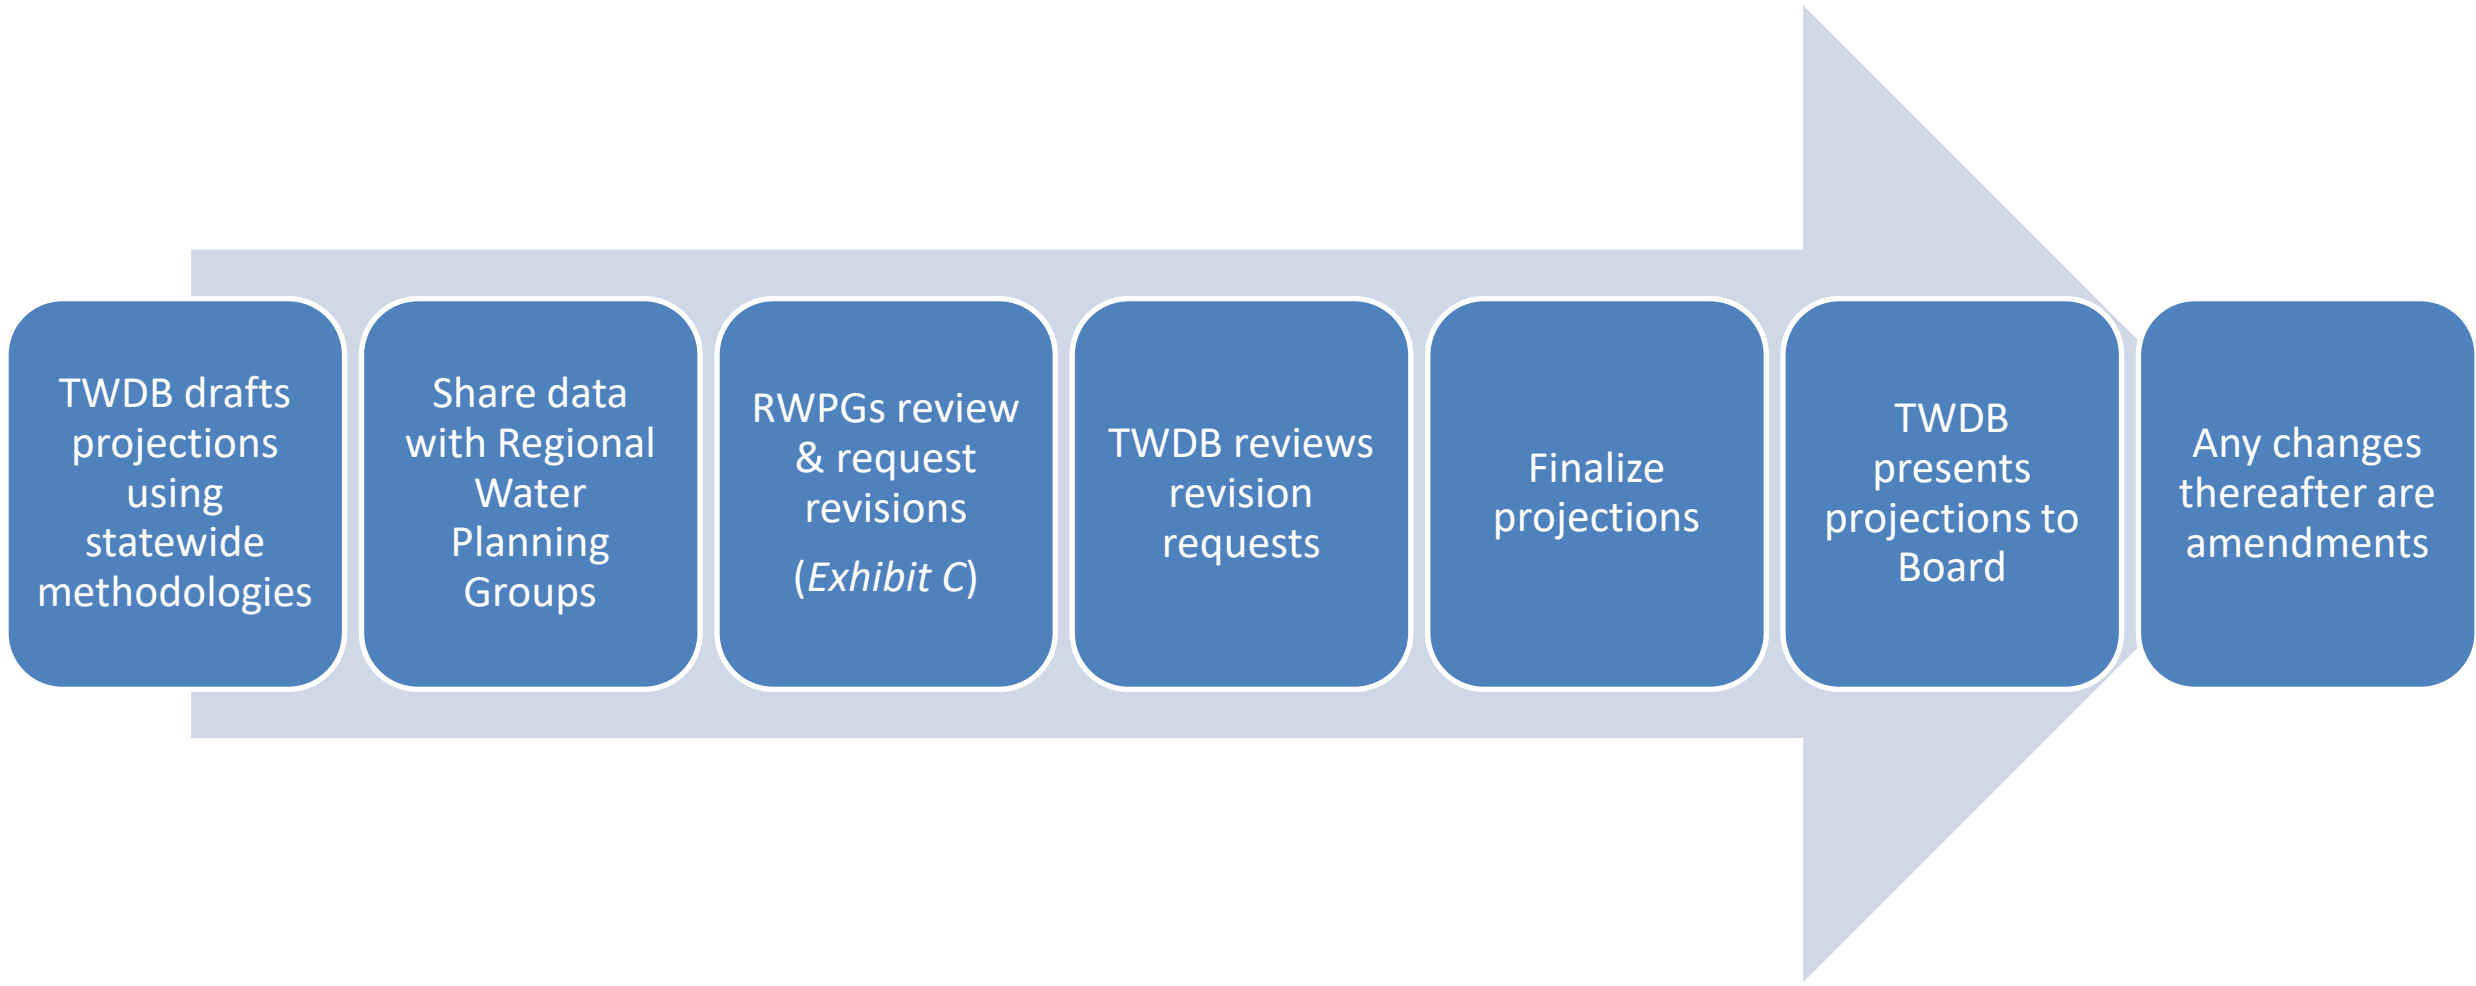 TWDB drafts
projections
using
statewide
methodologies
Share data
with Regional
Water
Planning
Groups
RWPGs review
& request
revisions
(Exhibit C)
TWDB reviews
revision
requests
Finalize
projections
TWDB
presents
projections to
Board
Any changes
thereafter are
amendments